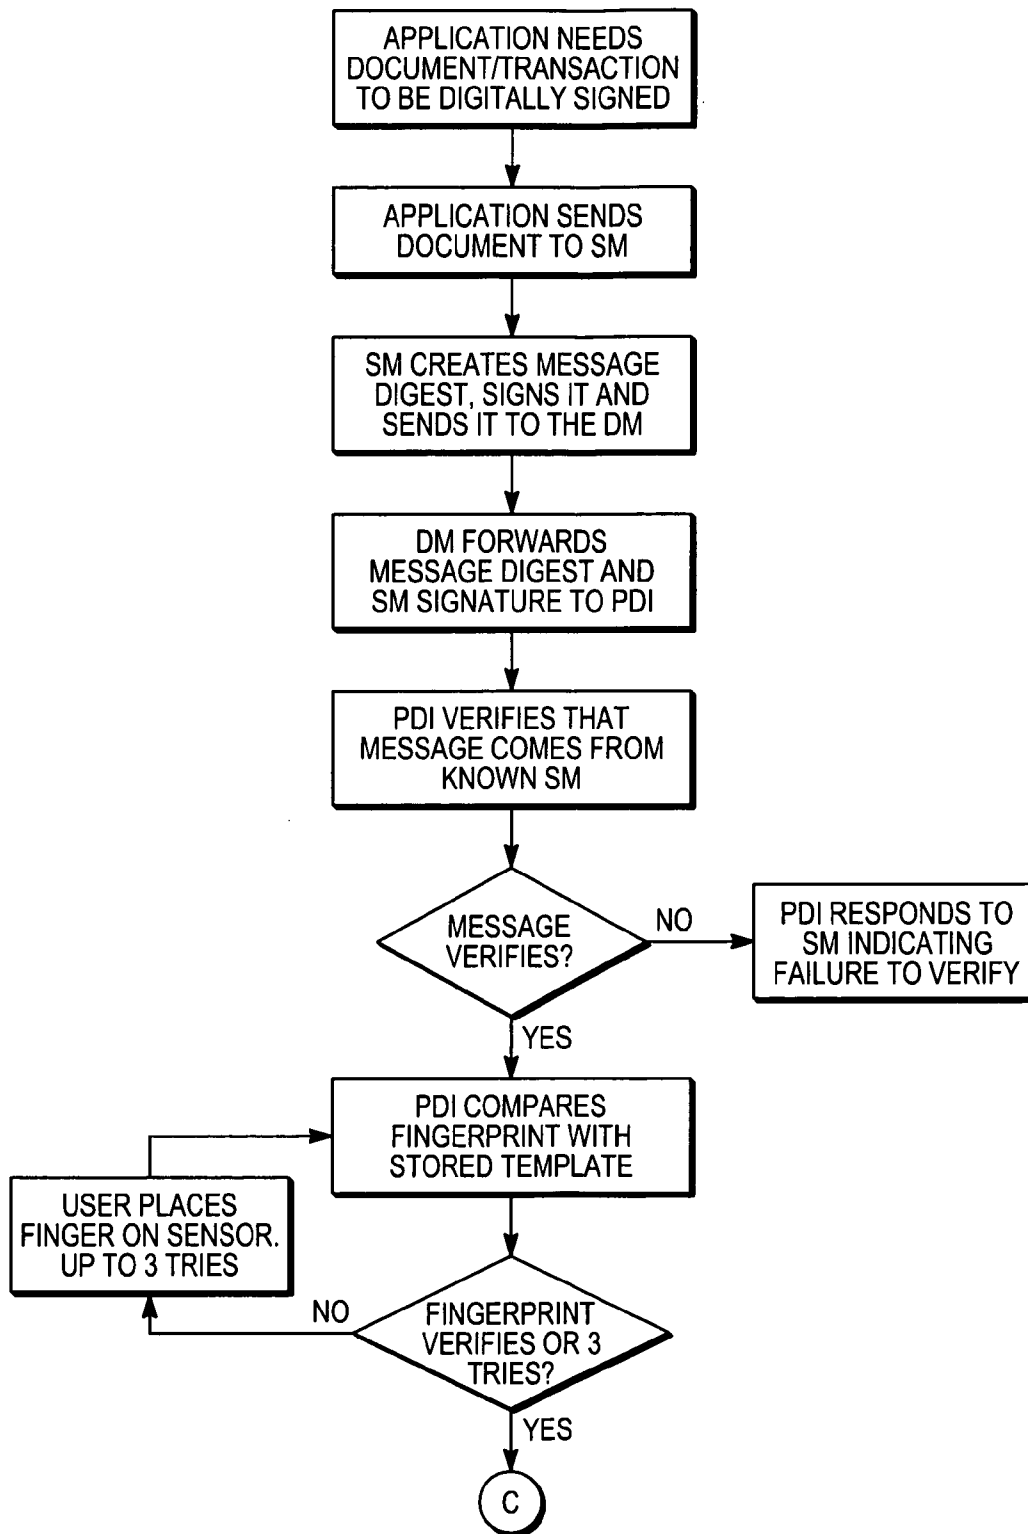 APPLICATION NEEDS
DOCUMENT/TRANSACTION
TO BE DIGITALLY SIGNED
APPLICATION SENDS
DOCUMENT TO SM
SM CREATES MESSAGE
DIGEST, SIGNS IT AND
SENDS IT TO THE DM
DM FORWARDS
MESSAGE DIGEST AND
SM SIGNATURE TO PDI
PDI VERIFIES THAT
MESSAGE COMES FROM
KNOWN SM
MESSAGE
VERIFIES?
NO
PDI RESPONDS TO
SM INDICATING
FAILURE TO VERIFY
YES
PDI COMPARES
FINGERPRINT WITH
STORED TEMPLATE
USER PLACES
FINGER ON SENSOR.
UP TO 3 TRIES
NO
FINGERPRINT
VERIFIES OR 3
TRIES?
YES
C